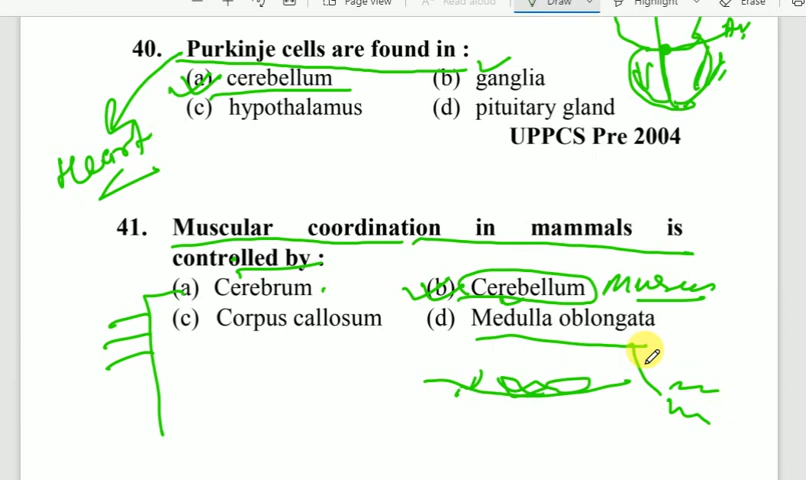 Page view
Read aloud
Draw
Highlight
Erase
40. Purkinje cells are found in :
(a) cerebellum (b) ganglia
(c) hypothalamus (d) pituitary gland
UPPCS Pre 2004
Heart
41. Muscular coordination in mammals is
controlled by :
(a) Cerebrum (b) Cerebellum
(c) Corpus callosum (d) Medulla oblongata